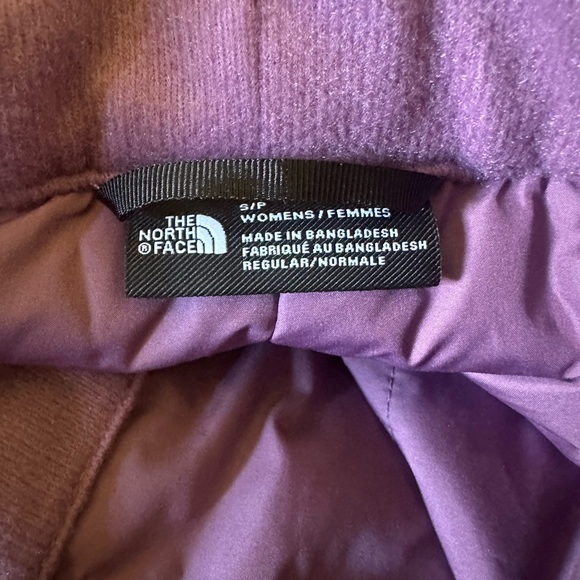 THE
NORTH
FACE
®
S/P
WOMENS / FEMMES
MADE IN BANGLADESH
FABRIQUÉ AU BANGLADESH
REGULAR/NORMALE